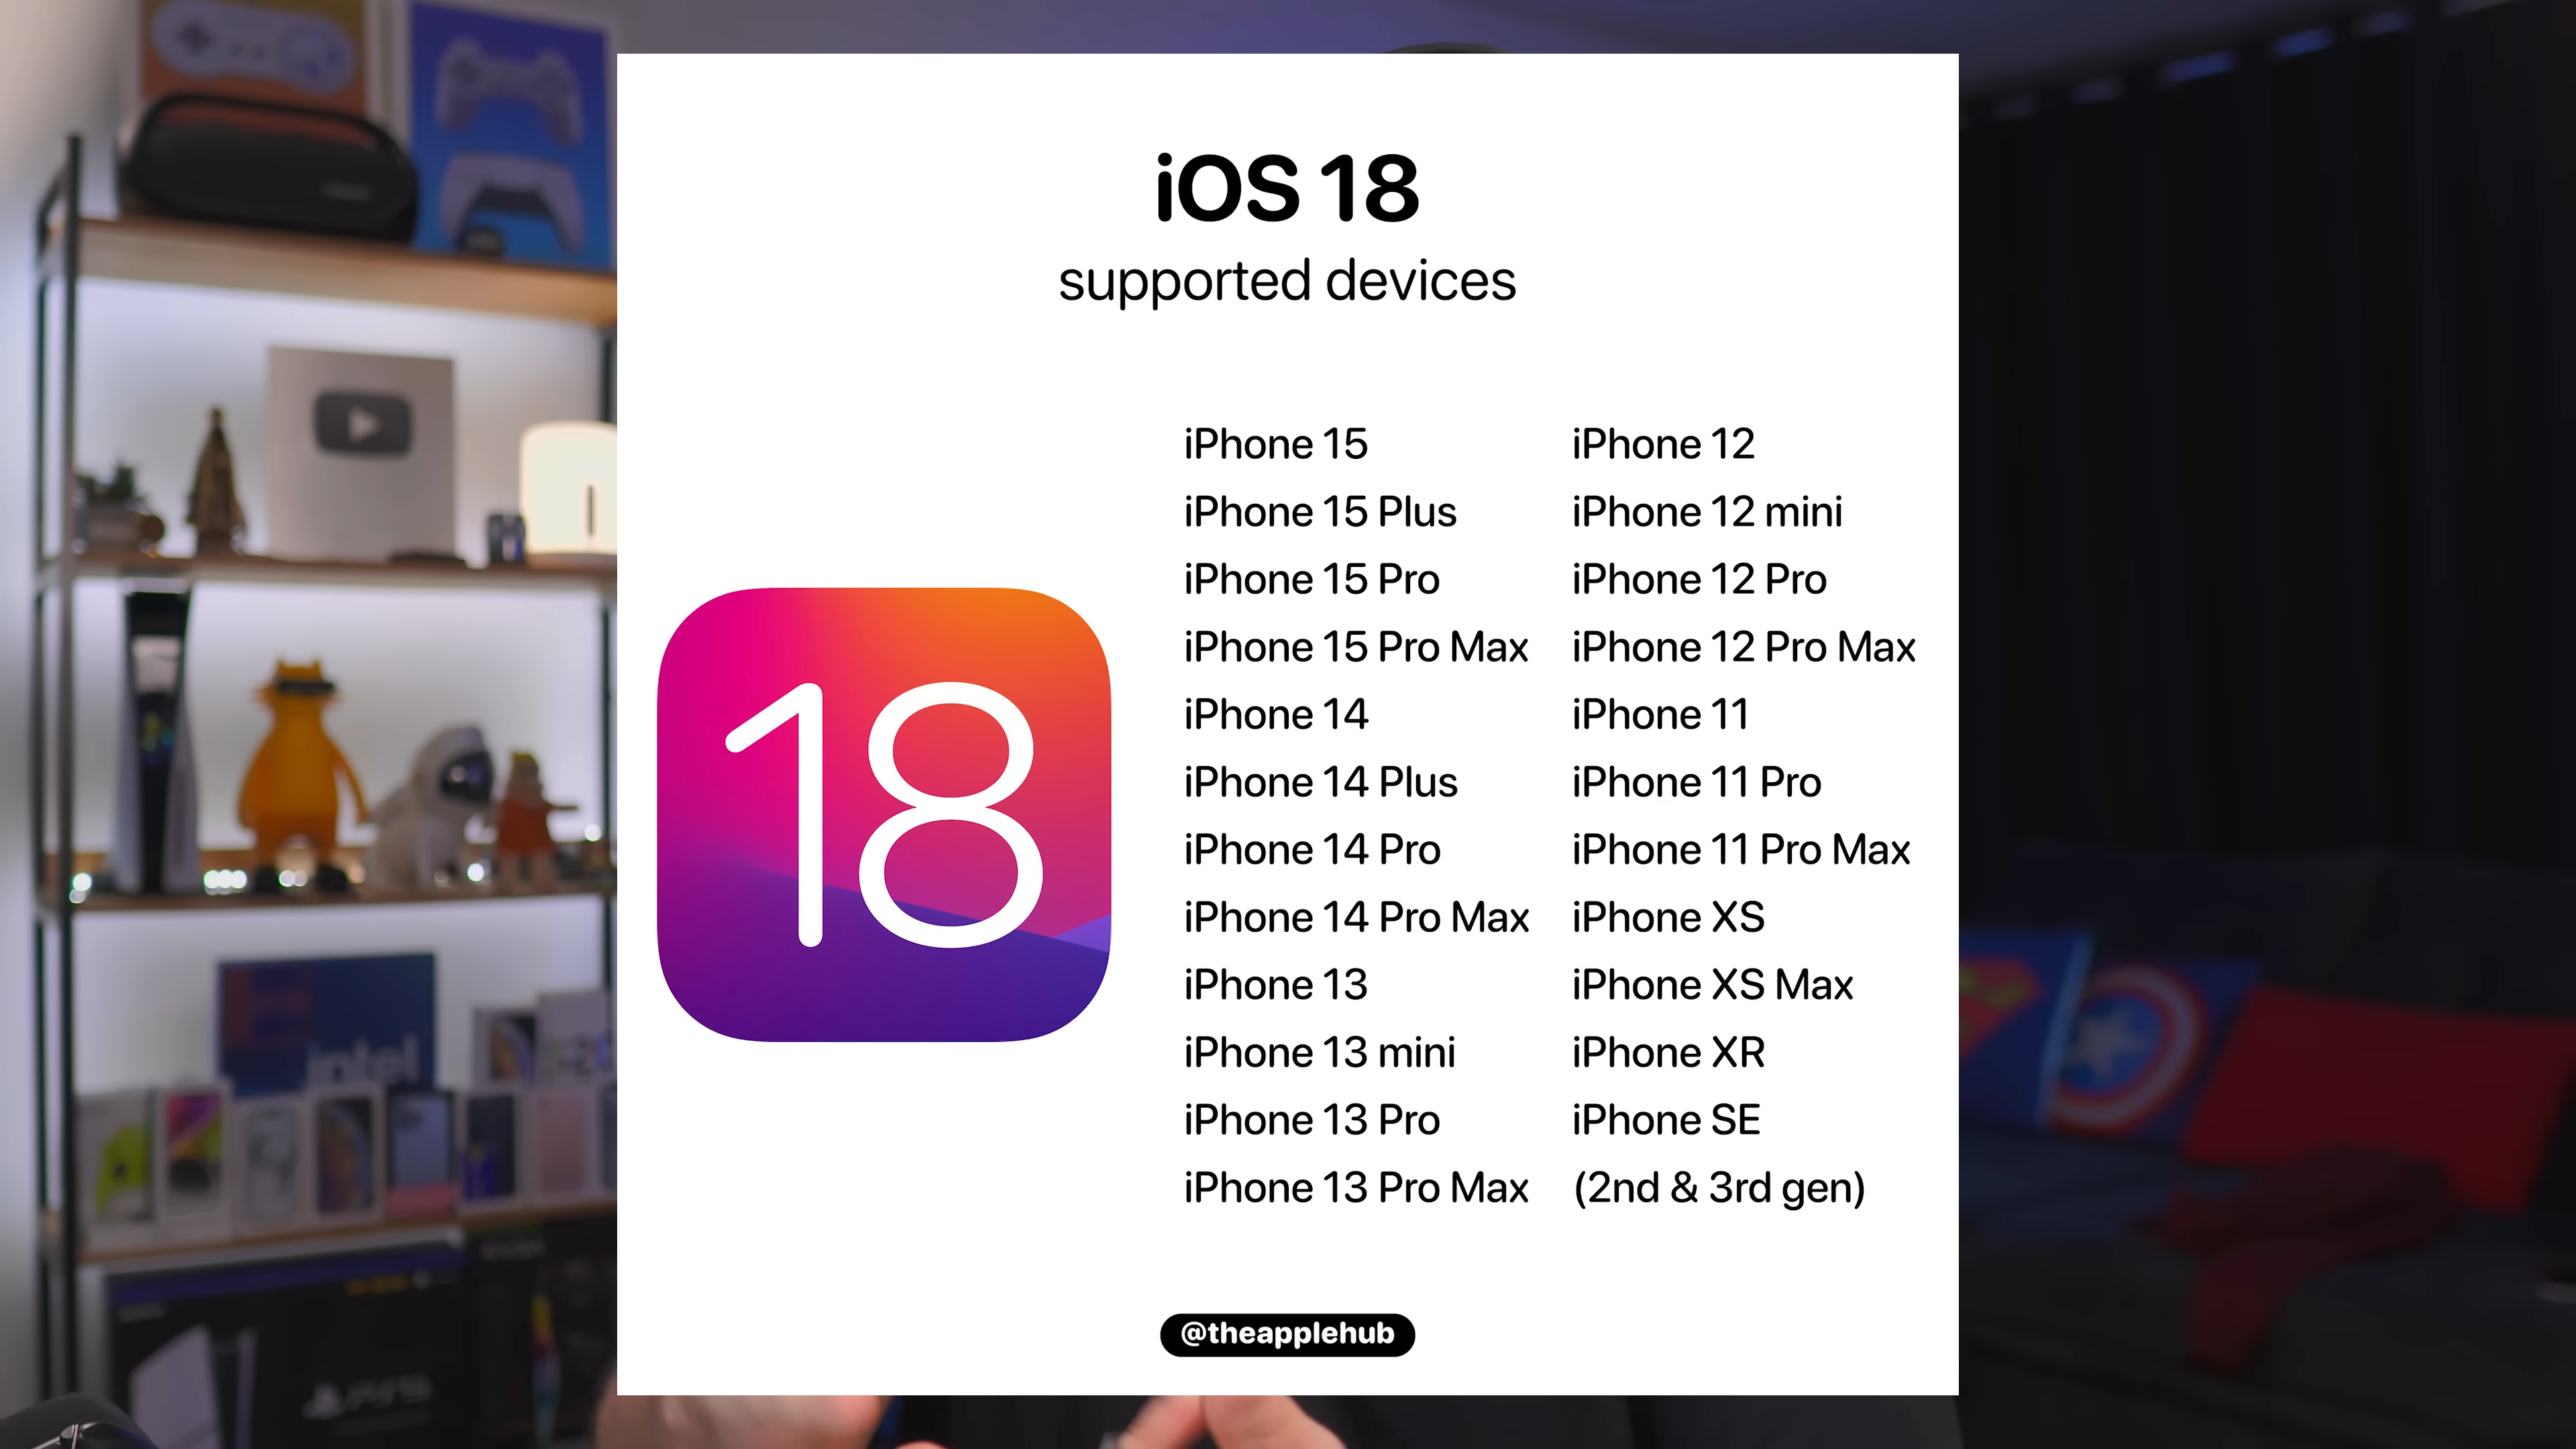 iOS 18
supported devices
iPhone 15
iPhone 15 Plus
iPhone 15 Pro
iPhone 15 Pro Max
iPhone 14
iPhone 14 Plus
iPhone 14 Pro
iPhone 14 Pro Max
iPhone 13
iPhone 13 mini
iPhone 13 Pro
iPhone 13 Pro Max
iPhone 12
iPhone 12 mini
iPhone 12 Pro
iPhone 12 Pro Max
iPhone 11
iPhone 11 Pro
iPhone 11 Pro Max
iPhone XS
iPhone XS Max
iPhone XR
iPhone SE
(2nd & 3rd gen)
18
@theapplehub
intel
PS5